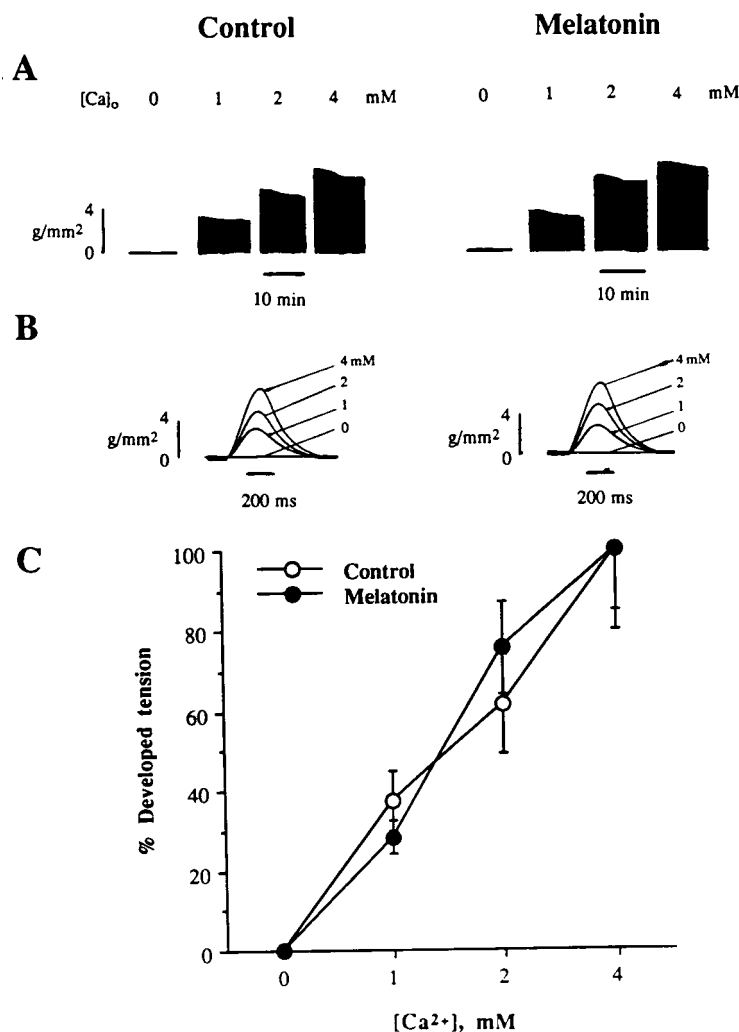 Control Melatonin
A
[Ca]o 0 1 2 4 mM 0 1 2 4 mM
4
g/mm2
0
10 min 10 min
B
4 mM 4 mM
2 2
4 1 4 1
g/mm2 0 g/mm2 0
0 0
200 ms 200 ms
C
100
Control
Melatonin
80
60
40
20
0
% Developed tension
0 1 2 4
[Ca2+], mM